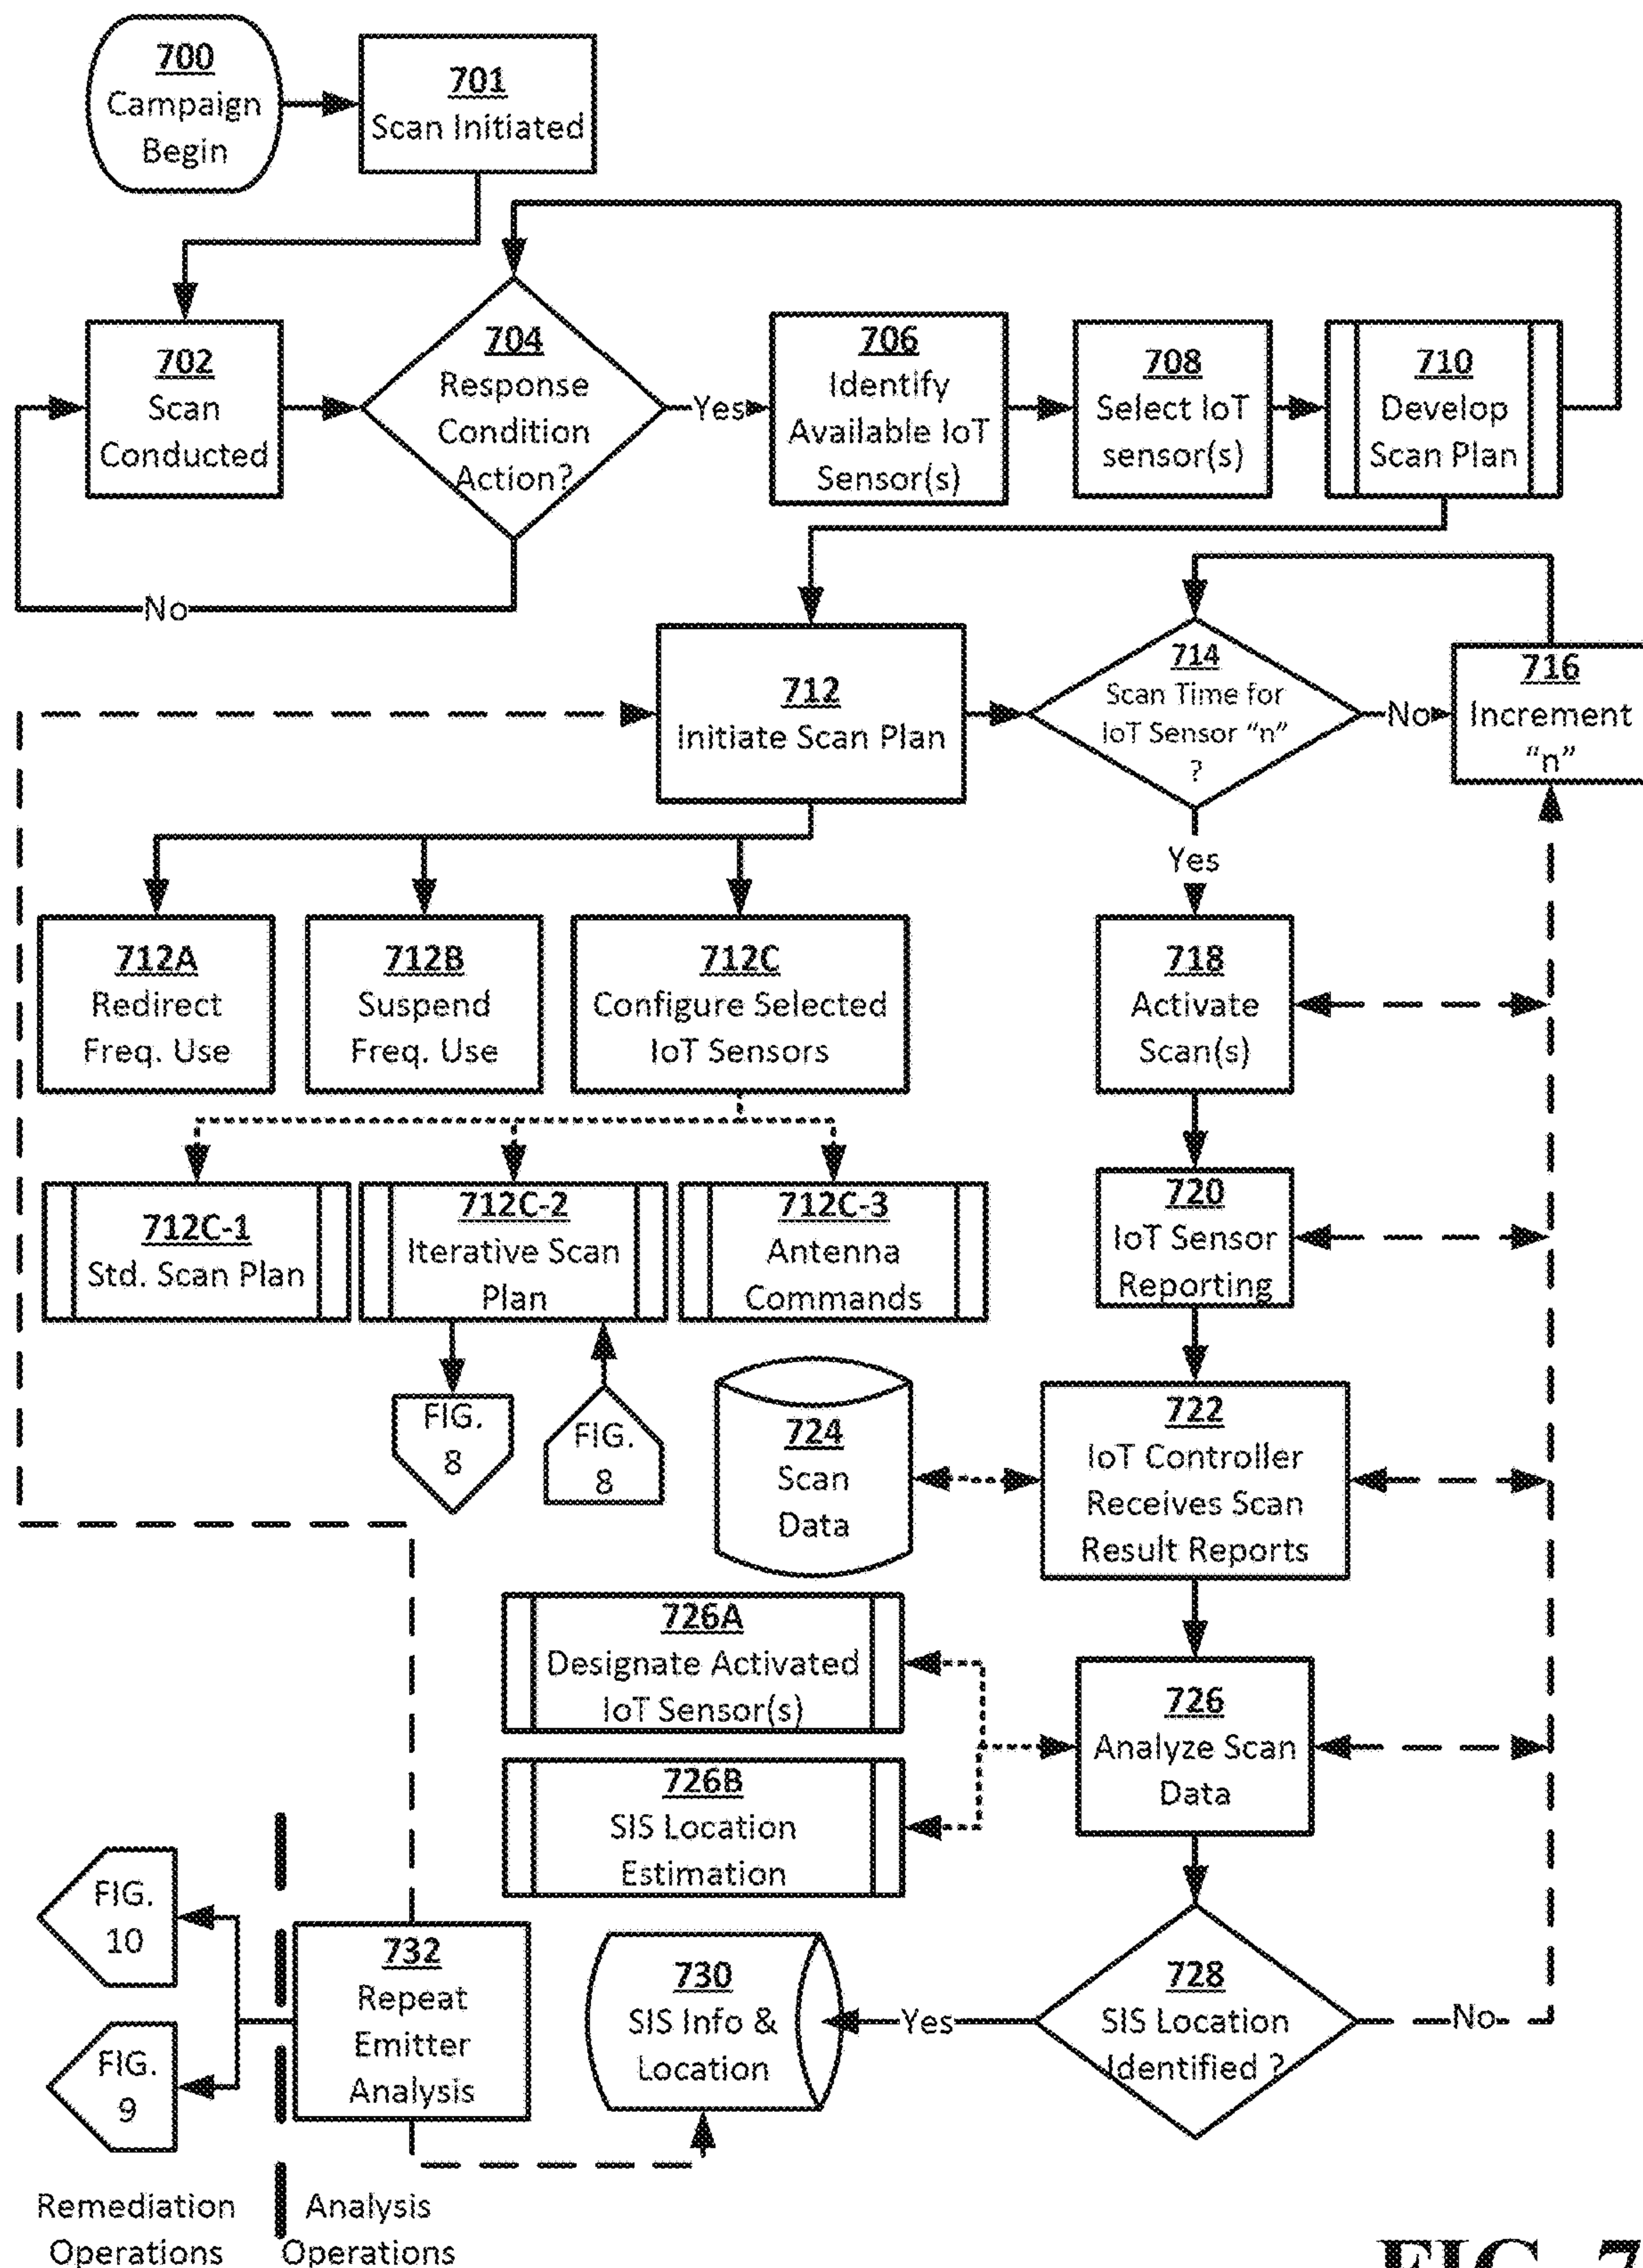 700
Campaign
Begin
701
Scan Initiated
702
Scan
Conducted
704
Response
Condition
Action?
Yes
706
Identify
Available IoT
Sensor(s)
708
Select IoT
sensor(s)
710
Develop
Scan Plan
No
712
Initiate Scan Plan
714
Scan Time for
IoT Sensor "n"
?
No
716
Increment
"n"
Yes
712A
Redirect
Freq. Use
712B
Suspend
Freq. Use
712C
Configure Selected
IoT Sensors
718
Activate
Scan(s)
712C-1
Std. Scan Plan
712C-2
Iterative Scan
Plan
712C-3
Antenna
Commands
720
IoT Sensor
Reporting
FIG.
8
FIG.
8
724
Scan
Data
722
IoT Controller
Receives Scan
Result Reports
726A
Designate Activated
IoT Sensor(s)
726
Analyze Scan
Data
726B
SIS Location
Estimation
FIG.
10
FIG.
9
732
Repeat
Emitter
Analysis
730
SIS Info &
Location
Yes
728
SIS Location
Identified ?
No
Remediation
Operations
Analysis
Operations
FIG. 7